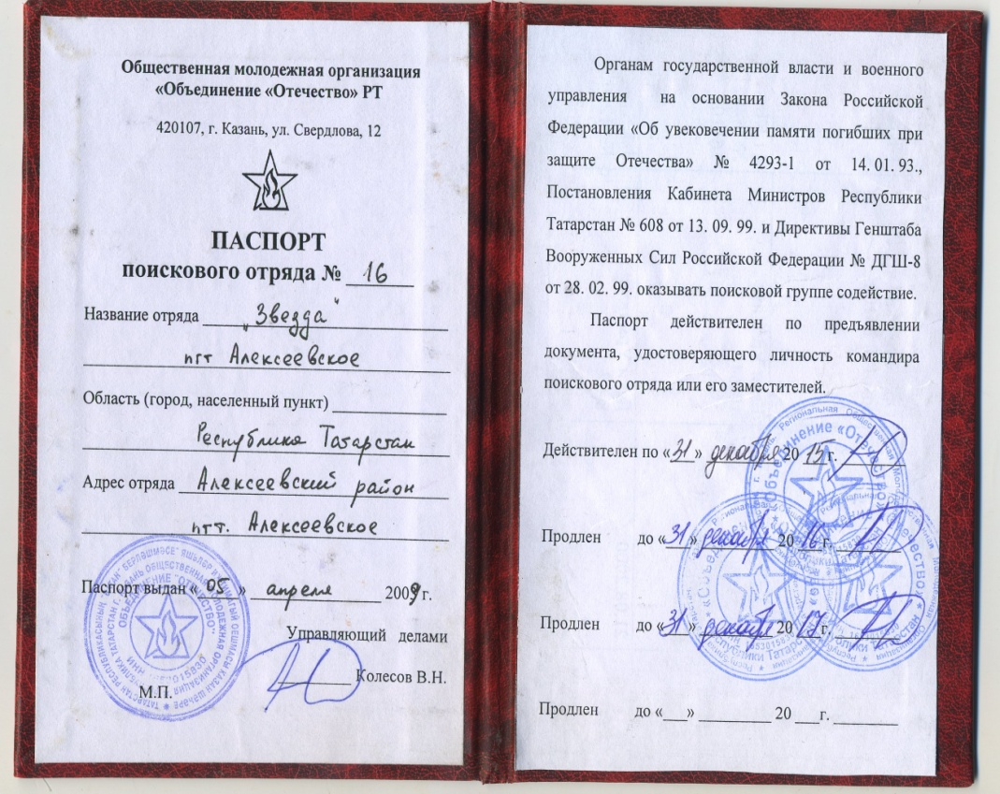 Общественная молодежная организация
«Объединение «Отечество» РТ
420107, г. Казань, ул. Свердлова, 12
ПАСПОРТ
поискового отряда № 16
Название отряда „Звезда"
пгт Алексеевское
Область (город, населенный пункт)
Республика Татарстан
Адрес отряда Алексеевский район
пгт. Алексеевское
Паспорт выдан « 05 » апреля 2009 г.
Управляющий делами
Колесов В.Н.
М.П.
ОБЪЕДИНЕНИЕ "ОТЕЧЕСТВО"
Органам государственной власти и военного
управления на основании Закона Российской
Федерации «Об увековечении памяти погибших при
защите Отечества» № 4293-1 от 14. 01. 93.,
Постановления Кабинета Министров Республики
Татарстан № 608 от 13. 09. 99. и Директивы Генштаба
Вооруженных Сил Российской Федерации № ДГШ-8
от 28. 02. 99. оказывать поисковой группе содействие.
Паспорт действителен по предъявлении
документа, удостоверяющего личность командира
поискового отряда или его заместителей.
Действителен по «31» декабря 20 15 г.
Продлен до «31» декабря 20 16 г.
Продлен до «31» декабря 20 17 г.
Продлен до «___» _________ 20 ___г. ________